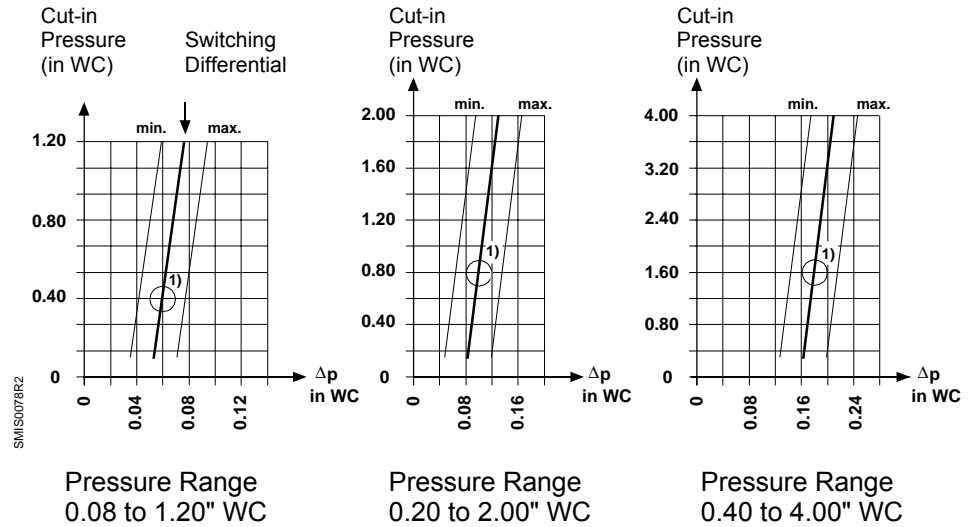 Cut-in
Pressure
(in WC)
Switching
Differential
min.
max.
1.20
0.80
0.40
0
1)
0
0.04
0.08
0.12
Δp
in WC
Pressure Range
0.08 to 1.20" WC
Cut-in
Pressure
(in WC)
min.
max.
2.00
1.60
1.20
0.80
0.40
0
1)
0
0.08
0.16
Δp
in WC
Pressure Range
0.20 to 2.00" WC
Cut-in
Pressure
(in WC)
min.
max.
4.00
3.20
2.40
1.60
0.80
0
1)
0
0.08
0.16
0.24
Δp
in WC
Pressure Range
0.40 to 4.00" WC
SMIS0078R2